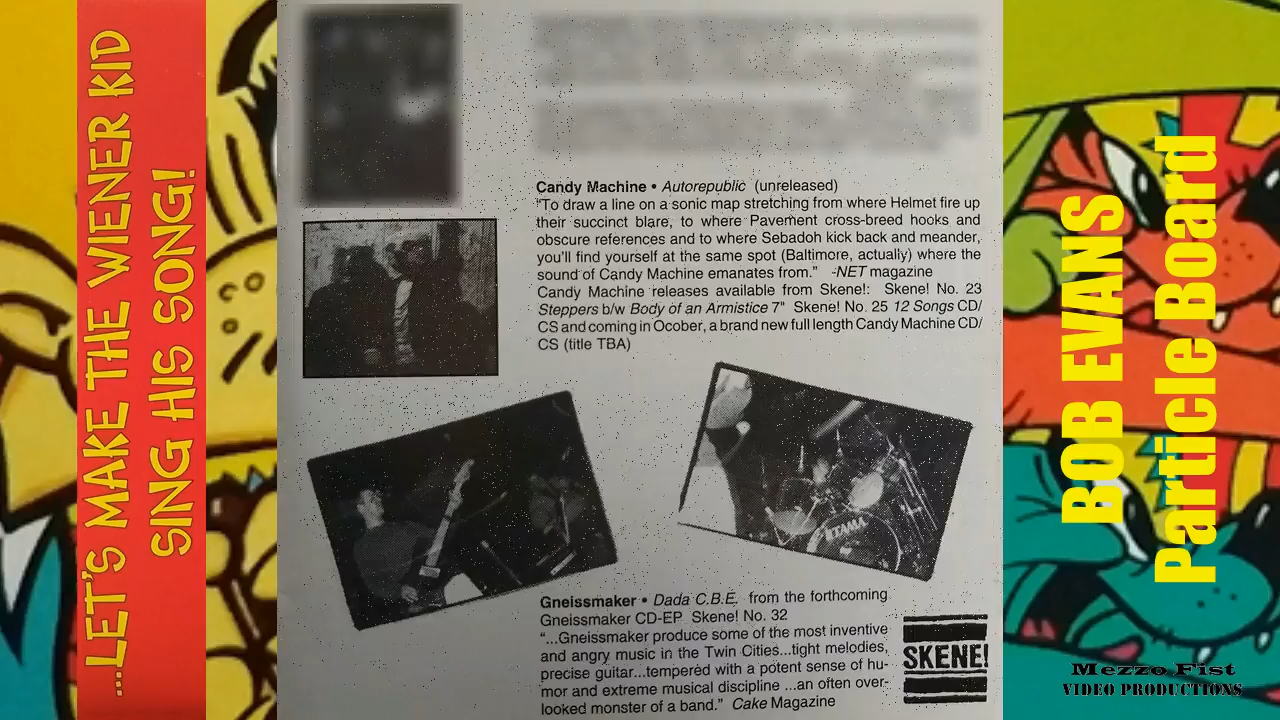 ...LET'S MAKE THE WIENER KID
SING HIS SONG!
Candy Machine • Autorepublic (unreleased)
"To draw a line on a sonic map stretching from where Helmet fire up
their succinct blare, to where Pavement cross-breed hooks and
obscure references and to where Sebadoh kick back and meander,
you'll find yourself at the same spot (Baltimore, actually) where the
sound of Candy Machine emanates from." -NET magazine
Candy Machine releases available from Skene!: Skene! No. 23
Steppers b/w Body of an Armistice 7" Skene! No. 25 12 Songs CD/
CS and coming in Ocober, a brand new full length Candy Machine CD/
CS (title TBA)
TAMA
Gneissmaker • Dada C.B.E. from the forthcoming
Gneissmaker CD-EP Skene! No. 32
"...Gneissmaker produce some of the most inventive
and angry music in the Twin Cities...tight melodies,
precise guitar...tempered with a potent sense of hu-
mor and extreme musical discipline ...an often over-
looked monster of a band." Cake Magazine
SKENE!
BOB EVANS
Particle Board
Mezzo Fist
VIDEO PRODUCTIONS